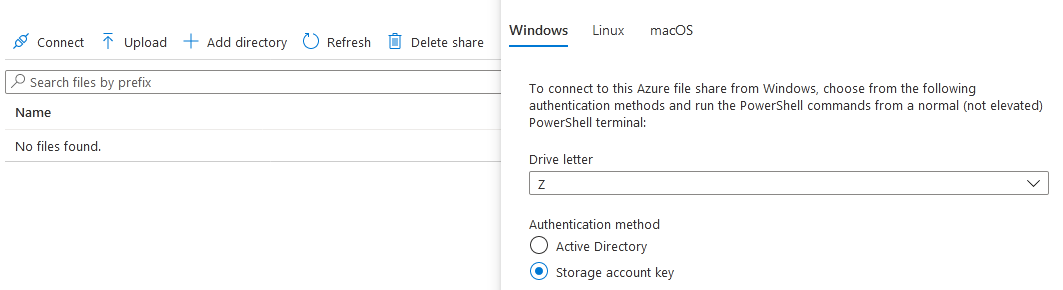 Connect Upload Add directory Refresh Delete share
Search files by prefix
Name
No files found.
Windows Linux macOS
To connect to this Azure file share from Windows, choose from the following
authentication methods and run the PowerShell commands from a normal (not elevated)
PowerShell terminal:
Drive letter
Z
Authentication method
Active Directory
Storage account key